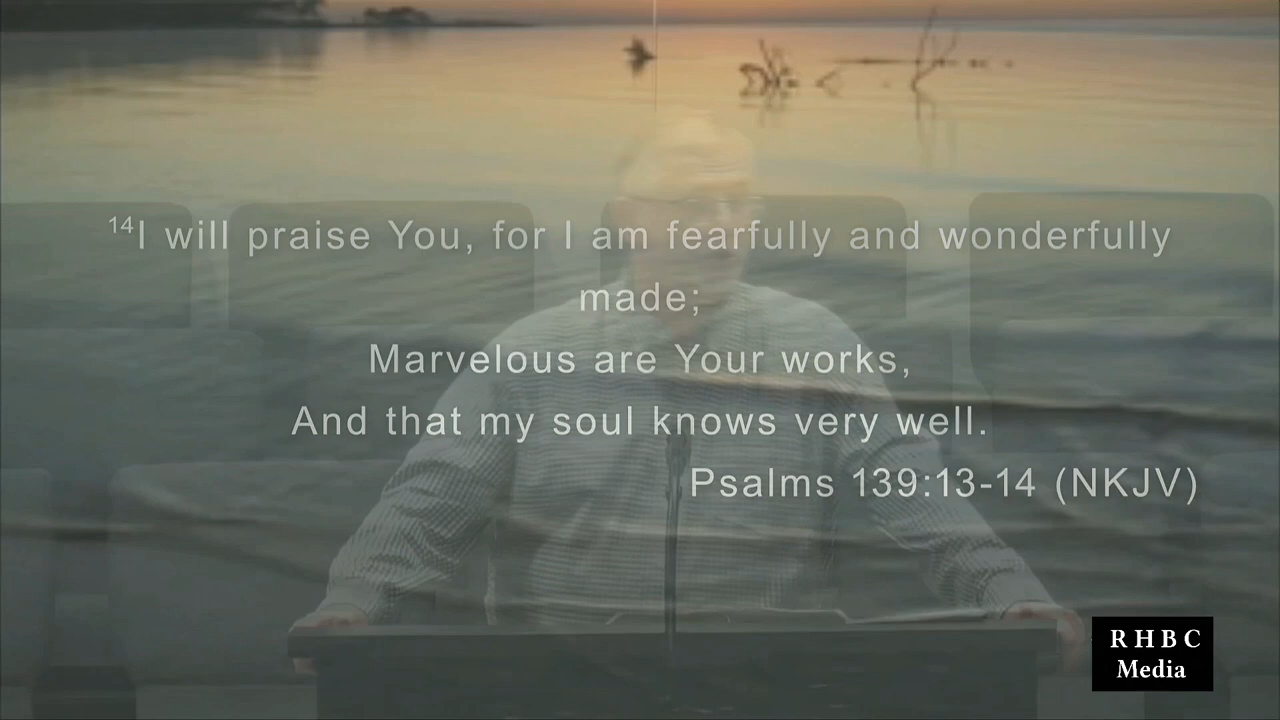 14I will praise You, for I am fearfully and wonderfully
made;
Marvelous are Your works,
And that my soul knows very well.
Psalms 139:13-14 (NKJV)
RHBC
Media